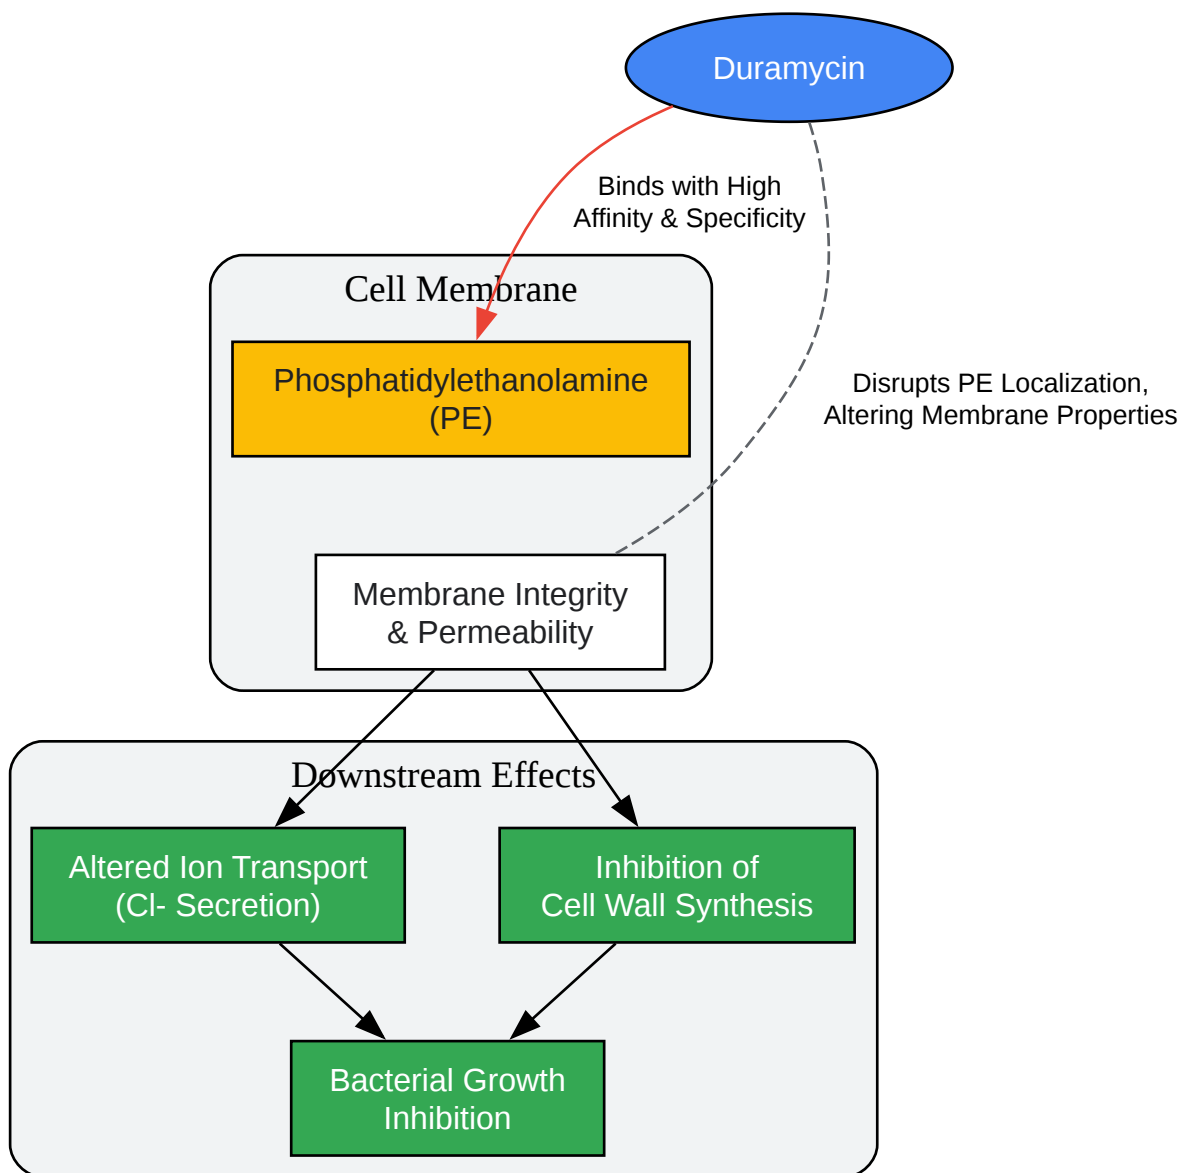 Duramycin
Binds with High
Affinity & Specificity
Cell Membrane
Phosphatidylethanolamine
(PE)
Disrupts PE Localization,
Altering Membrane Properties
Membrane Integrity
& Permeability
Downstream Effects
Altered Ion Transport
(Cl- Secretion)
Inhibition of
Cell Wall Synthesis
Bacterial Growth
Inhibition